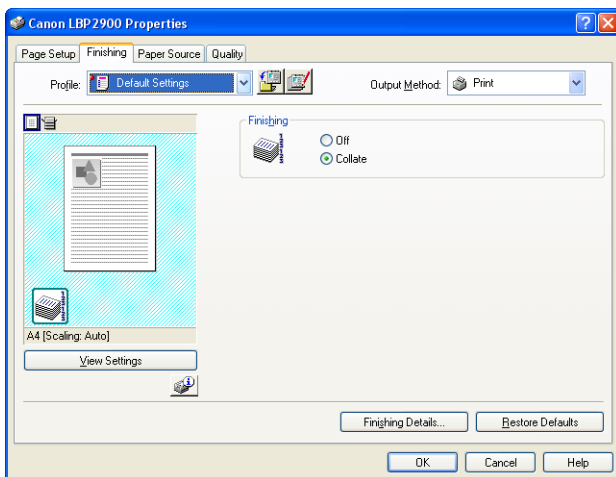 Canon LBP2900 Properties
Page Setup Finishing Paper Source Quality
Profile: Default Settings Output Method: Print
Finishing
Off
Collate
A4 [Scaling: Auto]
View Settings
Finishing Details... Restore Defaults
OK Cancel Help